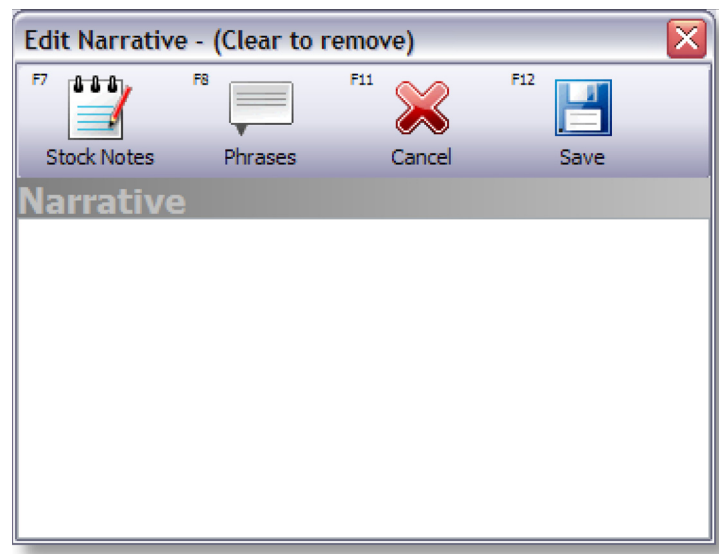 Edit Narrative - (Clear to remove)
F7 F8 F11 F12
Stock Notes Phrases Cancel Save
Narrative